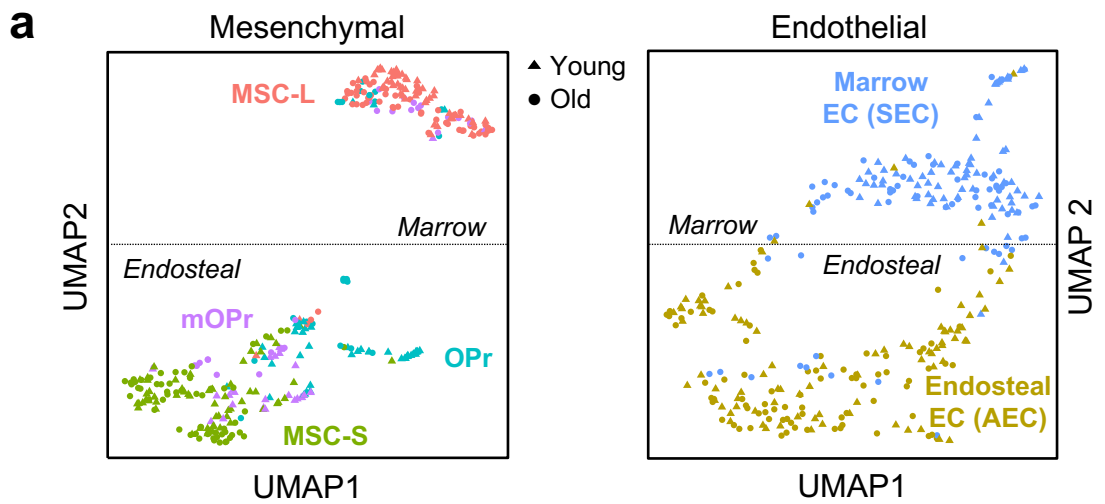 a
Mesenchymal
MSC-L
Marrow
Endosteal
mOPr
OPr
MSC-S
UMAP2
UMAP1
Young
Old
Endothelial
Marrow
EC (SEC)
Marrow
Endosteal
Endosteal
EC (AEC)
UMAP 2
UMAP1